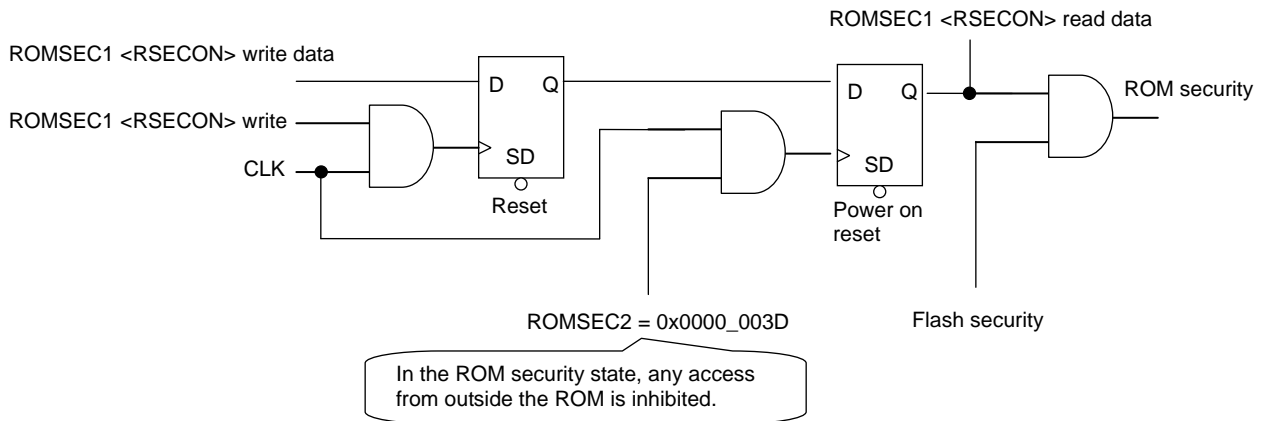 ROMSEC1 <RSECON> read data
ROMSEC1 <RSECON> write data
D Q
D Q
ROM security
ROMSEC1 <RSECON> write
CLK
SD
SD
Reset
Power on
reset
ROMSEC2 = 0x0000_003D
Flash security
In the ROM security state, any access
from outside the ROM is inhibited.